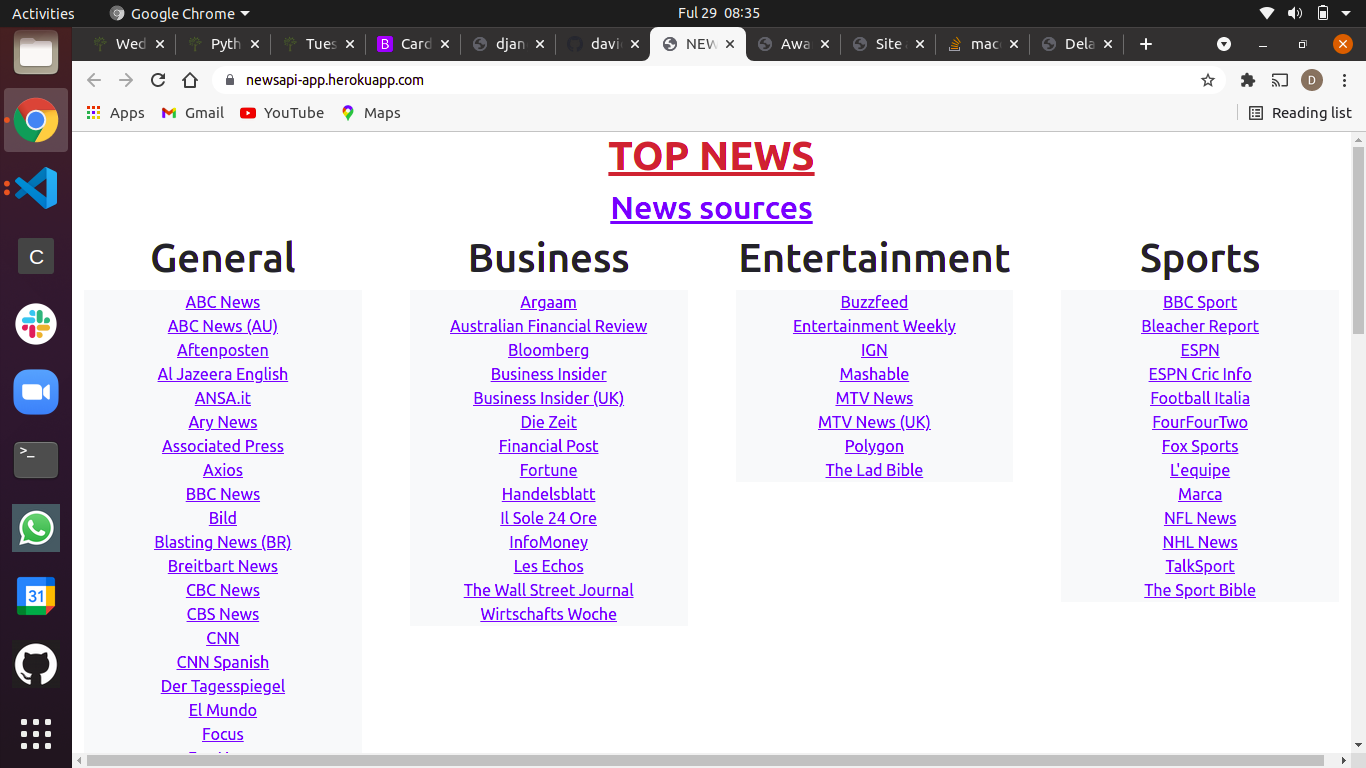 Activities Google Chrome Ful 29 08:35
Wed Pyth Tues B Card djan davi NEW Awa Site mac Dela
newsapi-app.herokuapp.com D
Apps Gmail YouTube Maps Reading list
TOP NEWS
News sources
General
ABC News
ABC News (AU)
Aftenposten
Al Jazeera English
ANSA.it
Ary News
Associated Press
Axios
BBC News
Bild
Blasting News (BR)
Breitbart News
CBC News
CBS News
CNN
CNN Spanish
Der Tagesspiegel
El Mundo
Focus
Business
Argaam
Australian Financial Review
Bloomberg
Business Insider
Business Insider (UK)
Die Zeit
Financial Post
Fortune
Handelsblatt
Il Sole 24 Ore
InfoMoney
Les Echos
The Wall Street Journal
Wirtschafts Woche
Entertainment
Buzzfeed
Entertainment Weekly
IGN
Mashable
MTV News
MTV News (UK)
Polygon
The Lad Bible
Sports
BBC Sport
Bleacher Report
ESPN
ESPN Cric Info
Football Italia
FourFourTwo
Fox Sports
L'equipe
Marca
NFL News
NHL News
TalkSport
The Sport Bible
C
>_
31